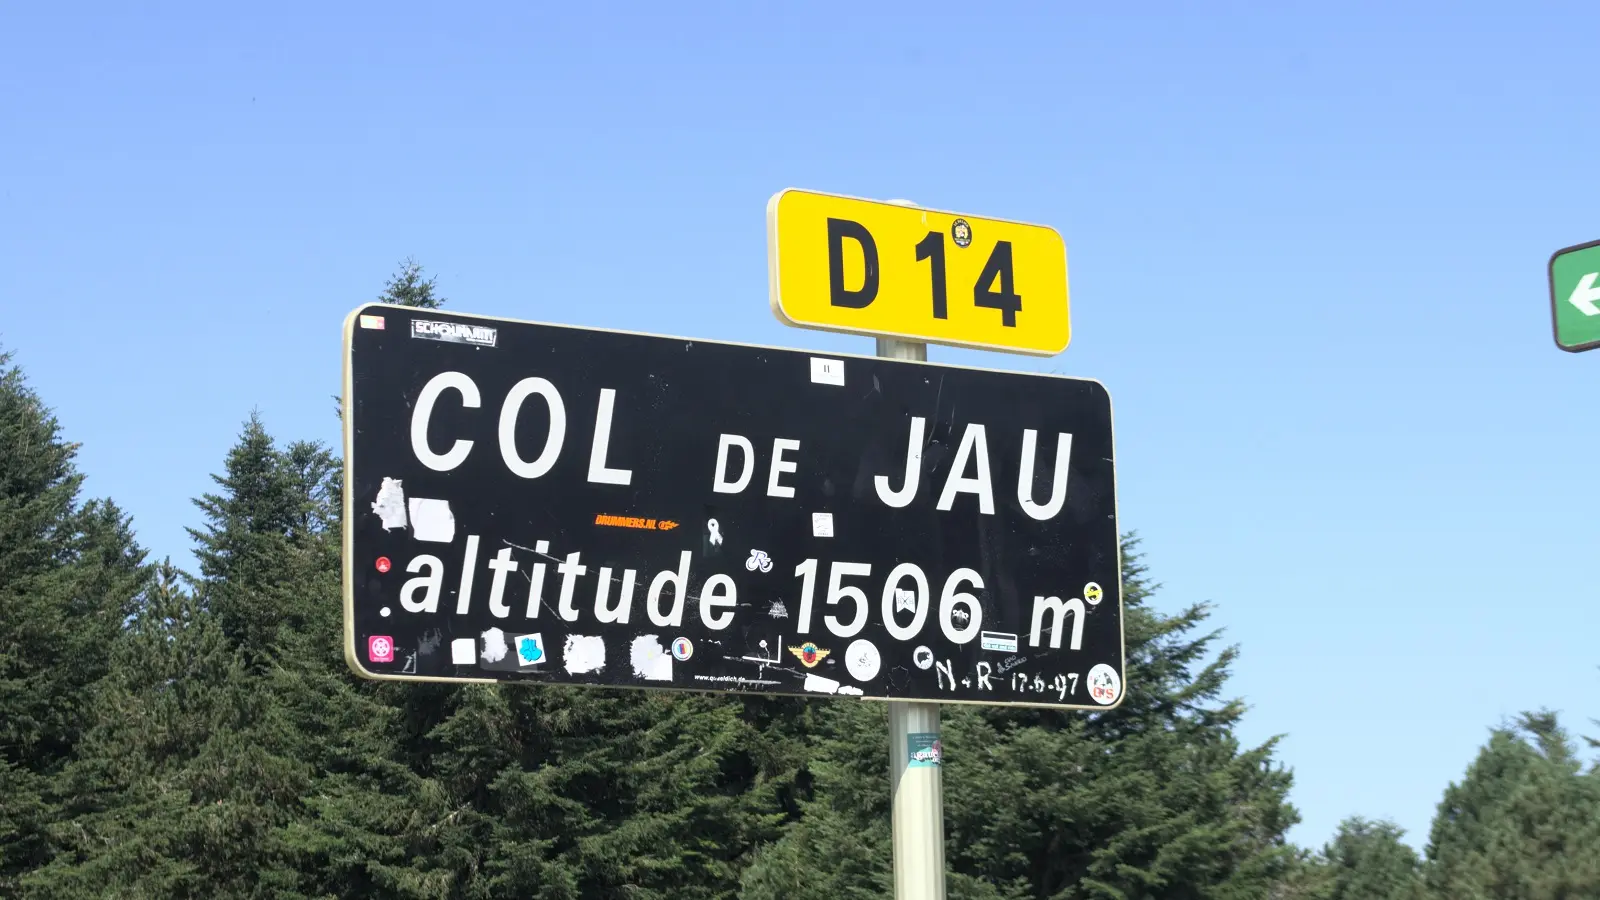 D 14
COL DE JAU
DRUMMERS.NL
altitude 1506 m
N + R 17-6-97